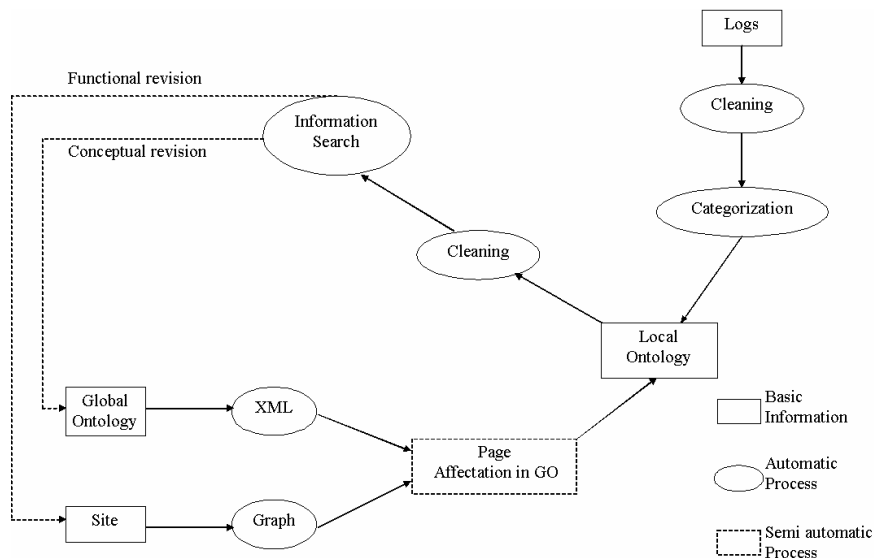 Logs
Functional revision
Cleaning
Information
Search
Conceptual revision
Categorization
Cleaning
Local
Ontology
Global
Ontology
XML
Basic
Information
Page
Affectation in GO
Automatic
Process
Site
Graph
Semi automatic
Process